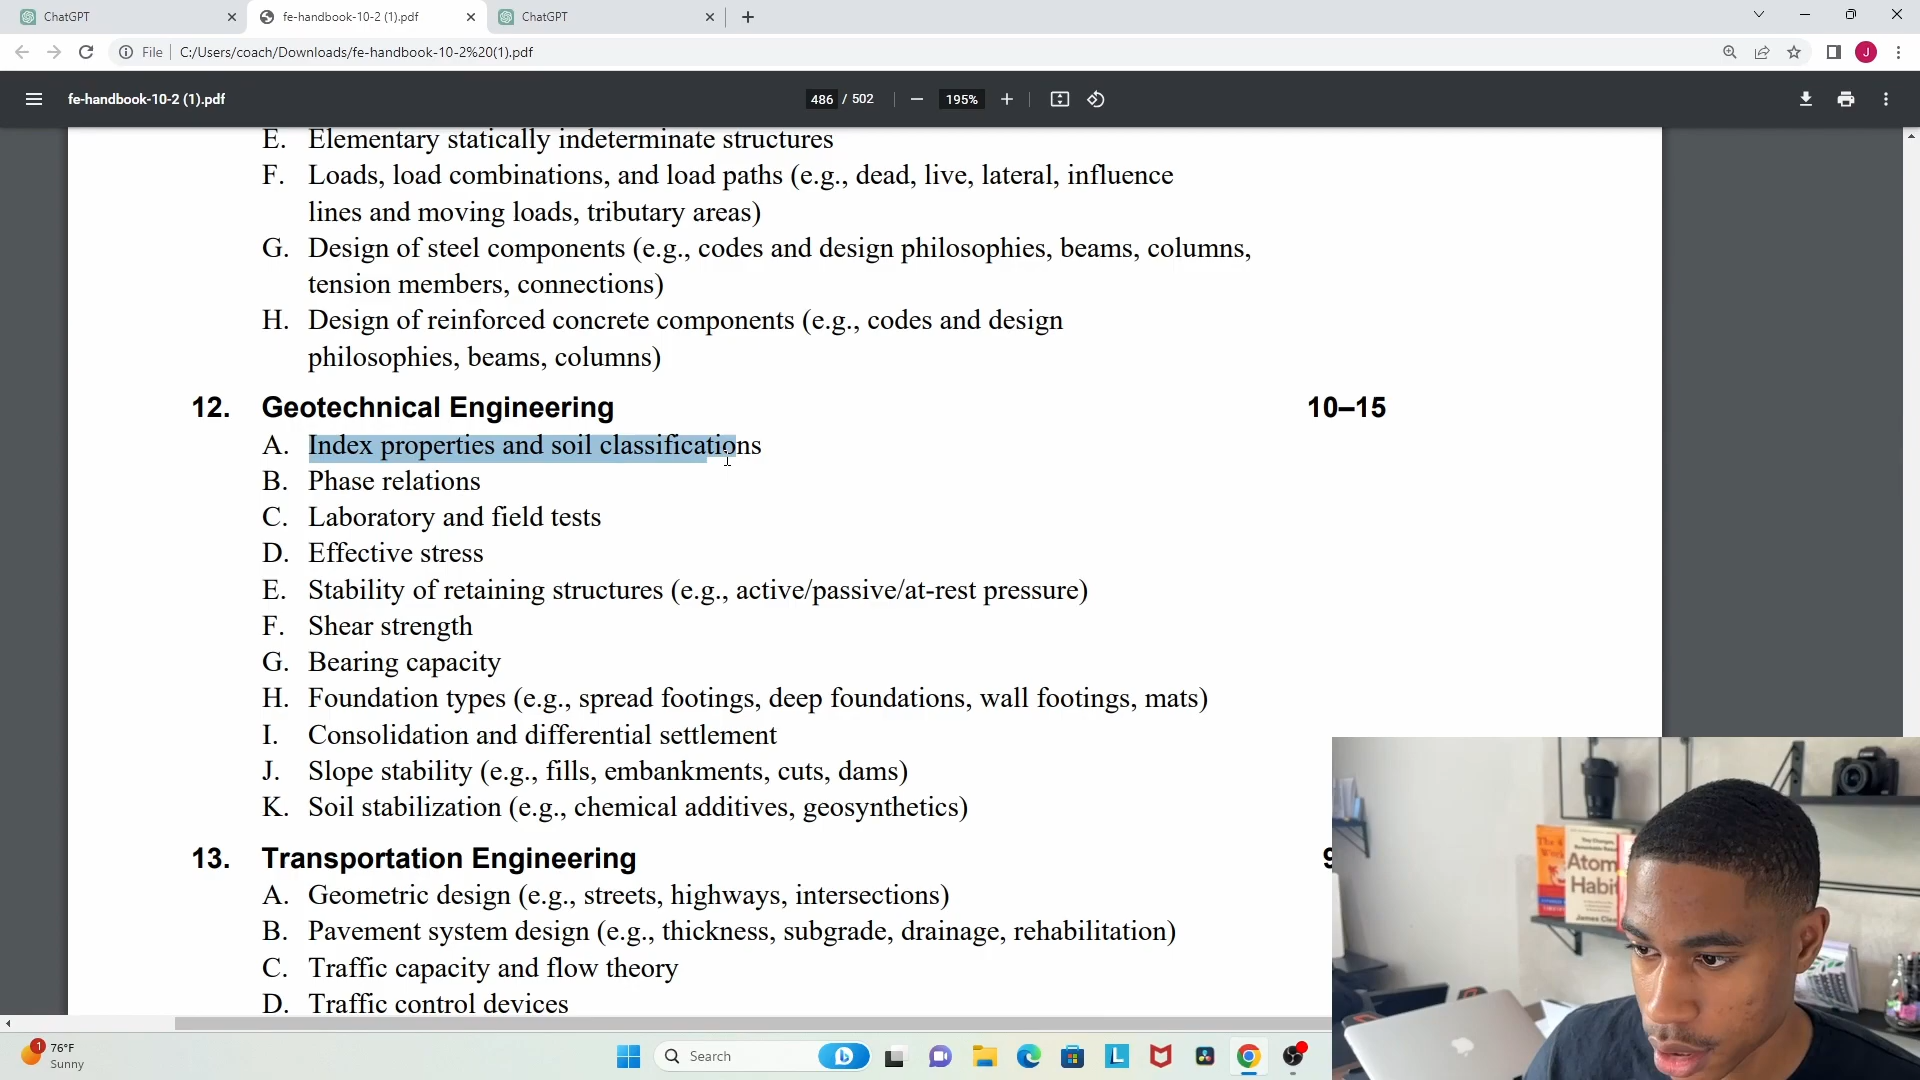 ChatGPT
fe-handbook-10-2 (1).pdf
ChatGPT
File C:/Users/coach/Downloads/fe-handbook-10-2%20(1).pdf
J
fe-handbook-10-2 (1).pdf
486 / 502
195%
E. Elementary statically indeterminate structures
F. Loads, load combinations, and load paths (e.g., dead, live, lateral, influence
lines and moving loads, tributary areas)
G. Design of steel components (e.g., codes and design philosophies, beams, columns,
tension members, connections)
H. Design of reinforced concrete components (e.g., codes and design
philosophies, beams, columns)
12. Geotechnical Engineering 10–15
A. Index properties and soil classifications
B. Phase relations
C. Laboratory and field tests
D. Effective stress
E. Stability of retaining structures (e.g., active/passive/at-rest pressure)
F. Shear strength
G. Bearing capacity
H. Foundation types (e.g., spread footings, deep foundations, wall footings, mats)
I. Consolidation and differential settlement
J. Slope stability (e.g., fills, embankments, cuts, dams)
K. Soil stabilization (e.g., chemical additives, geosynthetics)
13. Transportation Engineering
A. Geometric design (e.g., streets, highways, intersections)
B. Pavement system design (e.g., thickness, subgrade, drainage, rehabilitation)
C. Traffic capacity and flow theory
D. Traffic control devices
Atom
Habi
James Cle
1
76°F
Sunny
Search
L